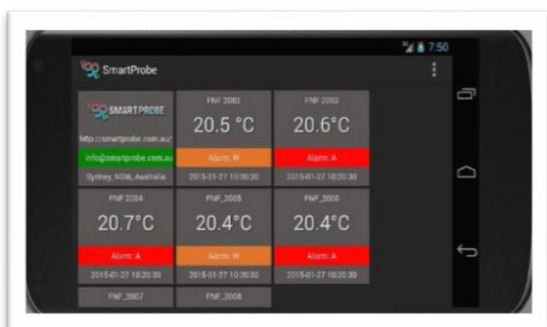 7:50
SmartProbe
SMARTPROBE
http://smartprobe.com.au/
info@smartprobe.com.au
Sydney, NSW, Australia
FNF 2002
20.5 °C
Alarm: W
2015-01-27 10:20:30
FNF 2003
20.6°C
Alarm: A
2015-01-27 10:20:30
FNF 2004
20.7°C
Alarm: A
2015-01-27 10:20:30
FNF_2005
20.4°C
Alarm: W
2015-01-27 10:20:30
FNF_2006
20.4°C
Alarm: A
2015-01-27 10:20:30
FNF_2007
FNF_2008